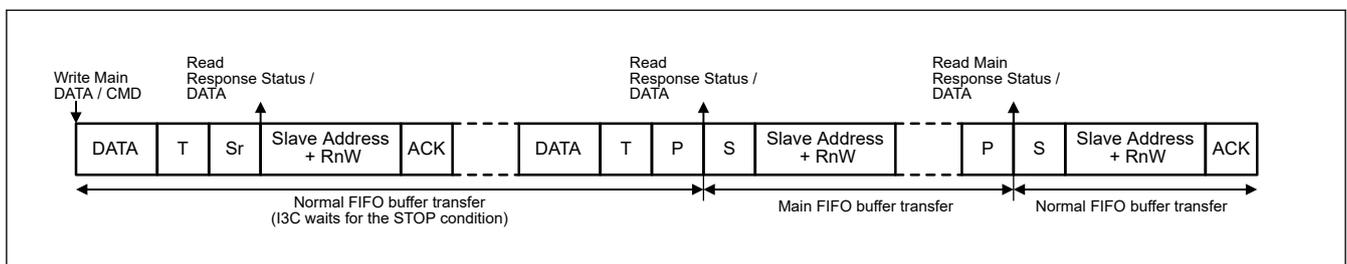 Write Main
DATA / CMD
Read
Response Status /
DATA
Read
Response Status /
DATA
Read Main
Response Status /
DATA
DATA
T
Sr
Slave Address
+ RnW
ACK
DATA
T
P
S
Slave Address
+ RnW
P
S
Slave Address
+ RnW
ACK
Normal FIFO buffer transfer
(I3C waits for the STOP condition)
Main FIFO buffer transfer
Normal FIFO buffer transfer